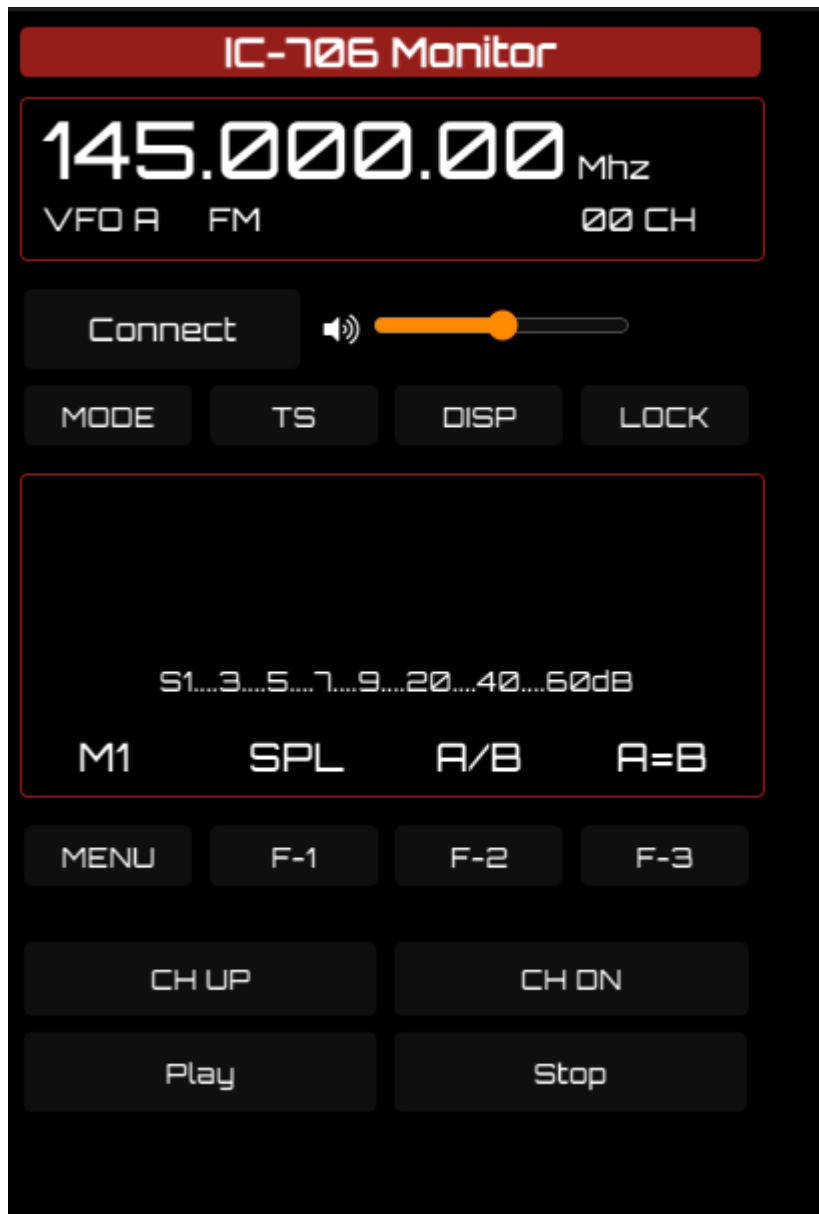 IC-706 Monitor
145.000.00 Mhz
VFO A FM 00 CH
Connect
MODE TS DISP LOCK
S1....3....5....7....9....20....40....60dB
M1 SPL A/B A=B
MENU F-1 F-2 F-3
CH UP CH DN
Play Stop